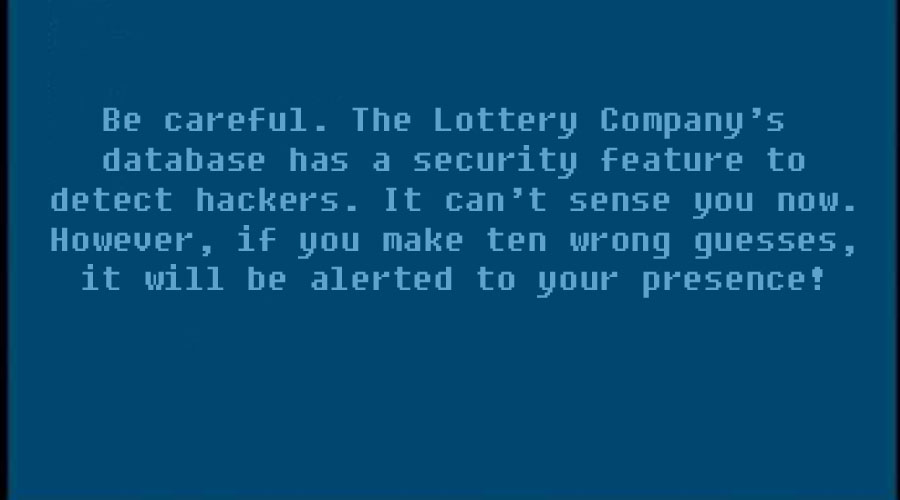 Be careful. The Lottery Company's
database has a security feature to
detect hackers. It can't sense you now.
However, if you make ten wrong guesses,
it will be alerted to your presence!